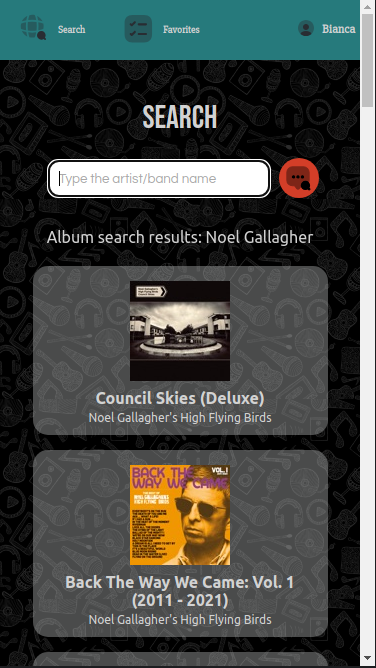 Search
Favorites
Bianca
SEARCH
Type the artist/band name
Album search results: Noel Gallagher
Council Skies (Deluxe)
Noel Gallagher's High Flying Birds
BACK THE
WAY WE CAME
VOL.1
Back The Way We Came: Vol. 1
(2011 - 2021)
Noel Gallagher's High Flying Birds